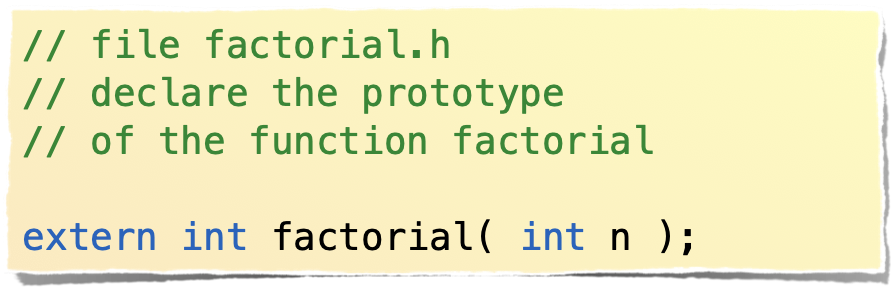 // file factorial.h
// declare the prototype
// of the function factorial
extern int factorial( int n );